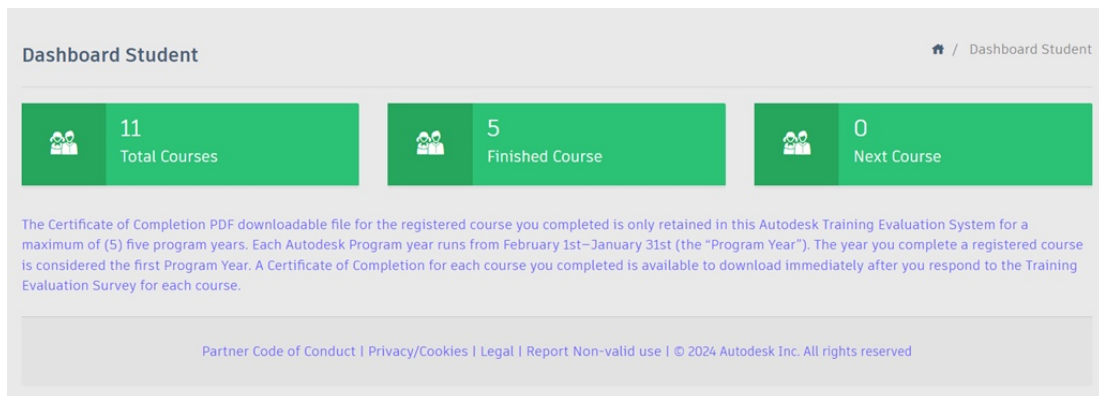 Dashboard Student
/ Dashboard Student
11
Total Courses
5
Finished Course
0
Next Course
The Certificate of Completion PDF downloadable file for the registered course you completed is only retained in this Autodesk Training Evaluation System for a
maximum of (5) five program years. Each Autodesk Program year runs from February 1st–January 31st (the “Program Year”). The year you complete a registered course
is considered the first Program Year. A Certificate of Completion for each course you completed is available to download immediately after you respond to the Training
Evaluation Survey for each course.
Partner Code of Conduct | Privacy/Cookies | Legal | Report Non-valid use | © 2024 Autodesk Inc. All rights reserved